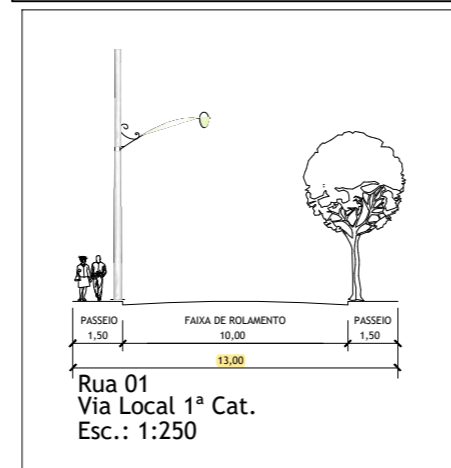 PASSEIO FAIXA DE ROLAMENTO PASSEIO
1,50 10,00 1,50
13,00
Rua 01
Via Local 1ª Cat.
Esc.: 1:250